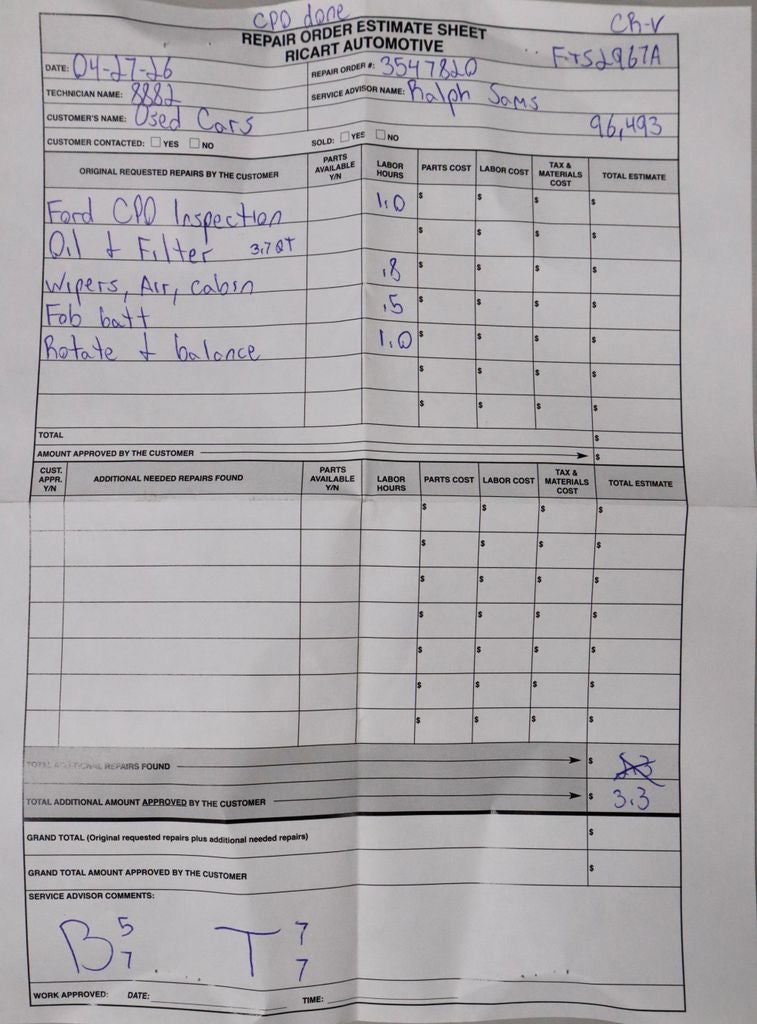 CPO done
CR-V
REPAIR ORDER ESTIMATE SHEET
RICART AUTOMOTIVE
FTS2967A
DATE: 04-27-26
REPAIR ORDER #: 3547820
TECHNICIAN NAME: 8882
SERVICE ADVISOR NAME: Ralph Sams
CUSTOMER'S NAME: Used Cars
96,493
CUSTOMER CONTACTED: YES NO
SOLD: YES NO
ORIGINAL REQUESTED REPAIRS BY THE CUSTOMER PARTS AVAILABLE Y/N LABOR HOURS PARTS COST LABOR COST TAX & MATERIALS COST TOTAL ESTIMATE
Ford CPO Inspection 1.0 $ $ $ $
Oil & Filter 3.7 QT $ $ $ $
Wipers, Air, cabin .8 $ $ $ $
Fob batt .5 $ $ $ $
Rotate & balance 1.0 $ $ $ $
$ $ $ $
$ $ $ $
TOTAL $
AMOUNT APPROVED BY THE CUSTOMER $
CUST. APPR. Y/N ADDITIONAL NEEDED REPAIRS FOUND PARTS AVAILABLE Y/N LABOR HOURS PARTS COST LABOR COST TAX & MATERIALS COST TOTAL ESTIMATE
$ $ $ $
$ $ $ $
$ $ $ $
$ $ $ $
$ $ $ $
$ $ $ $
$ $ $ $
TOTAL ADDITIONAL REPAIRS FOUND $
TOTAL ADDITIONAL AMOUNT APPROVED BY THE CUSTOMER $ 3.3
GRAND TOTAL (Original requested repairs plus additional needed repairs) $
GRAND TOTAL AMOUNT APPROVED BY THE CUSTOMER $
SERVICE ADVISOR COMMENTS:
B 5 7 T 7 7
WORK APPROVED: DATE: TIME: